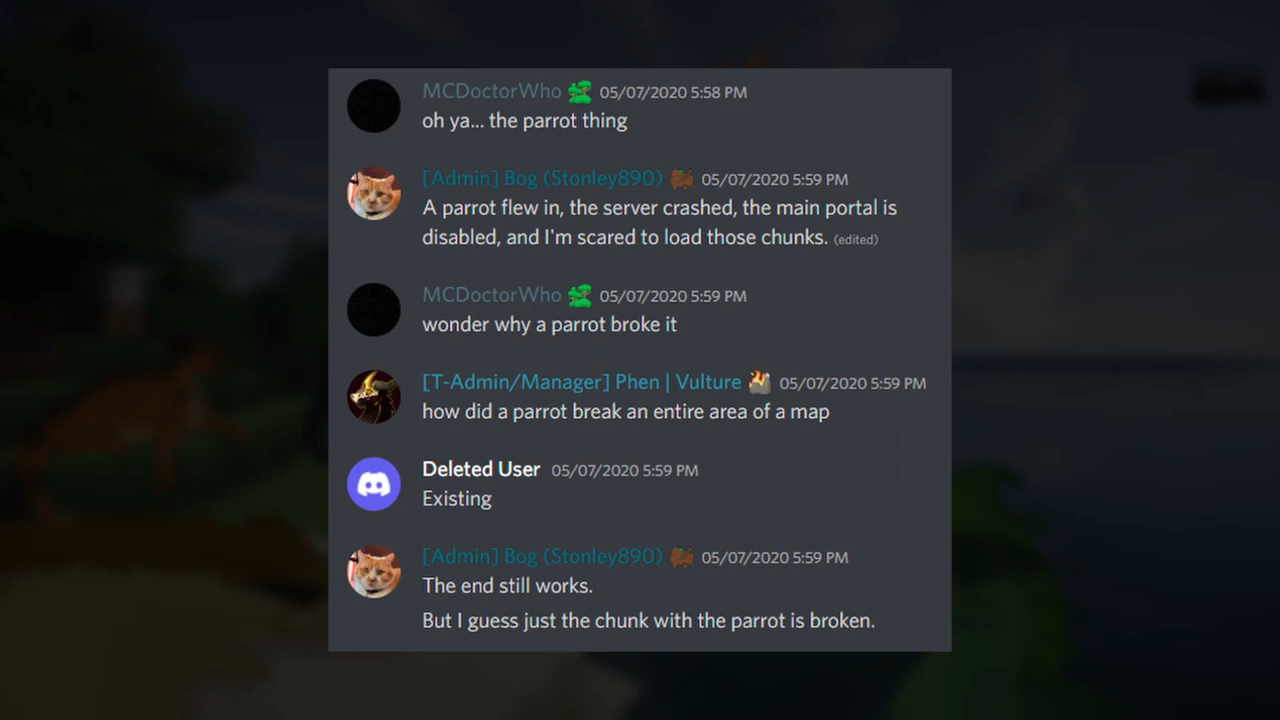 MCDoctorWho 05/07/2020 5:58 PM
oh ya... the parrot thing
[Admin] Bog (Stonley890) 05/07/2020 5:59 PM
A parrot flew in, the server crashed, the main portal is
disabled, and I'm scared to load those chunks. (edited)
MCDoctorWho 05/07/2020 5:59 PM
wonder why a parrot broke it
[T-Admin/Manager] Phen | Vulture 05/07/2020 5:59 PM
how did a parrot break an entire area of a map
Deleted User 05/07/2020 5:59 PM
Existing
[Admin] Bog (Stonley890) 05/07/2020 5:59 PM
The end still works.
But I guess just the chunk with the parrot is broken.